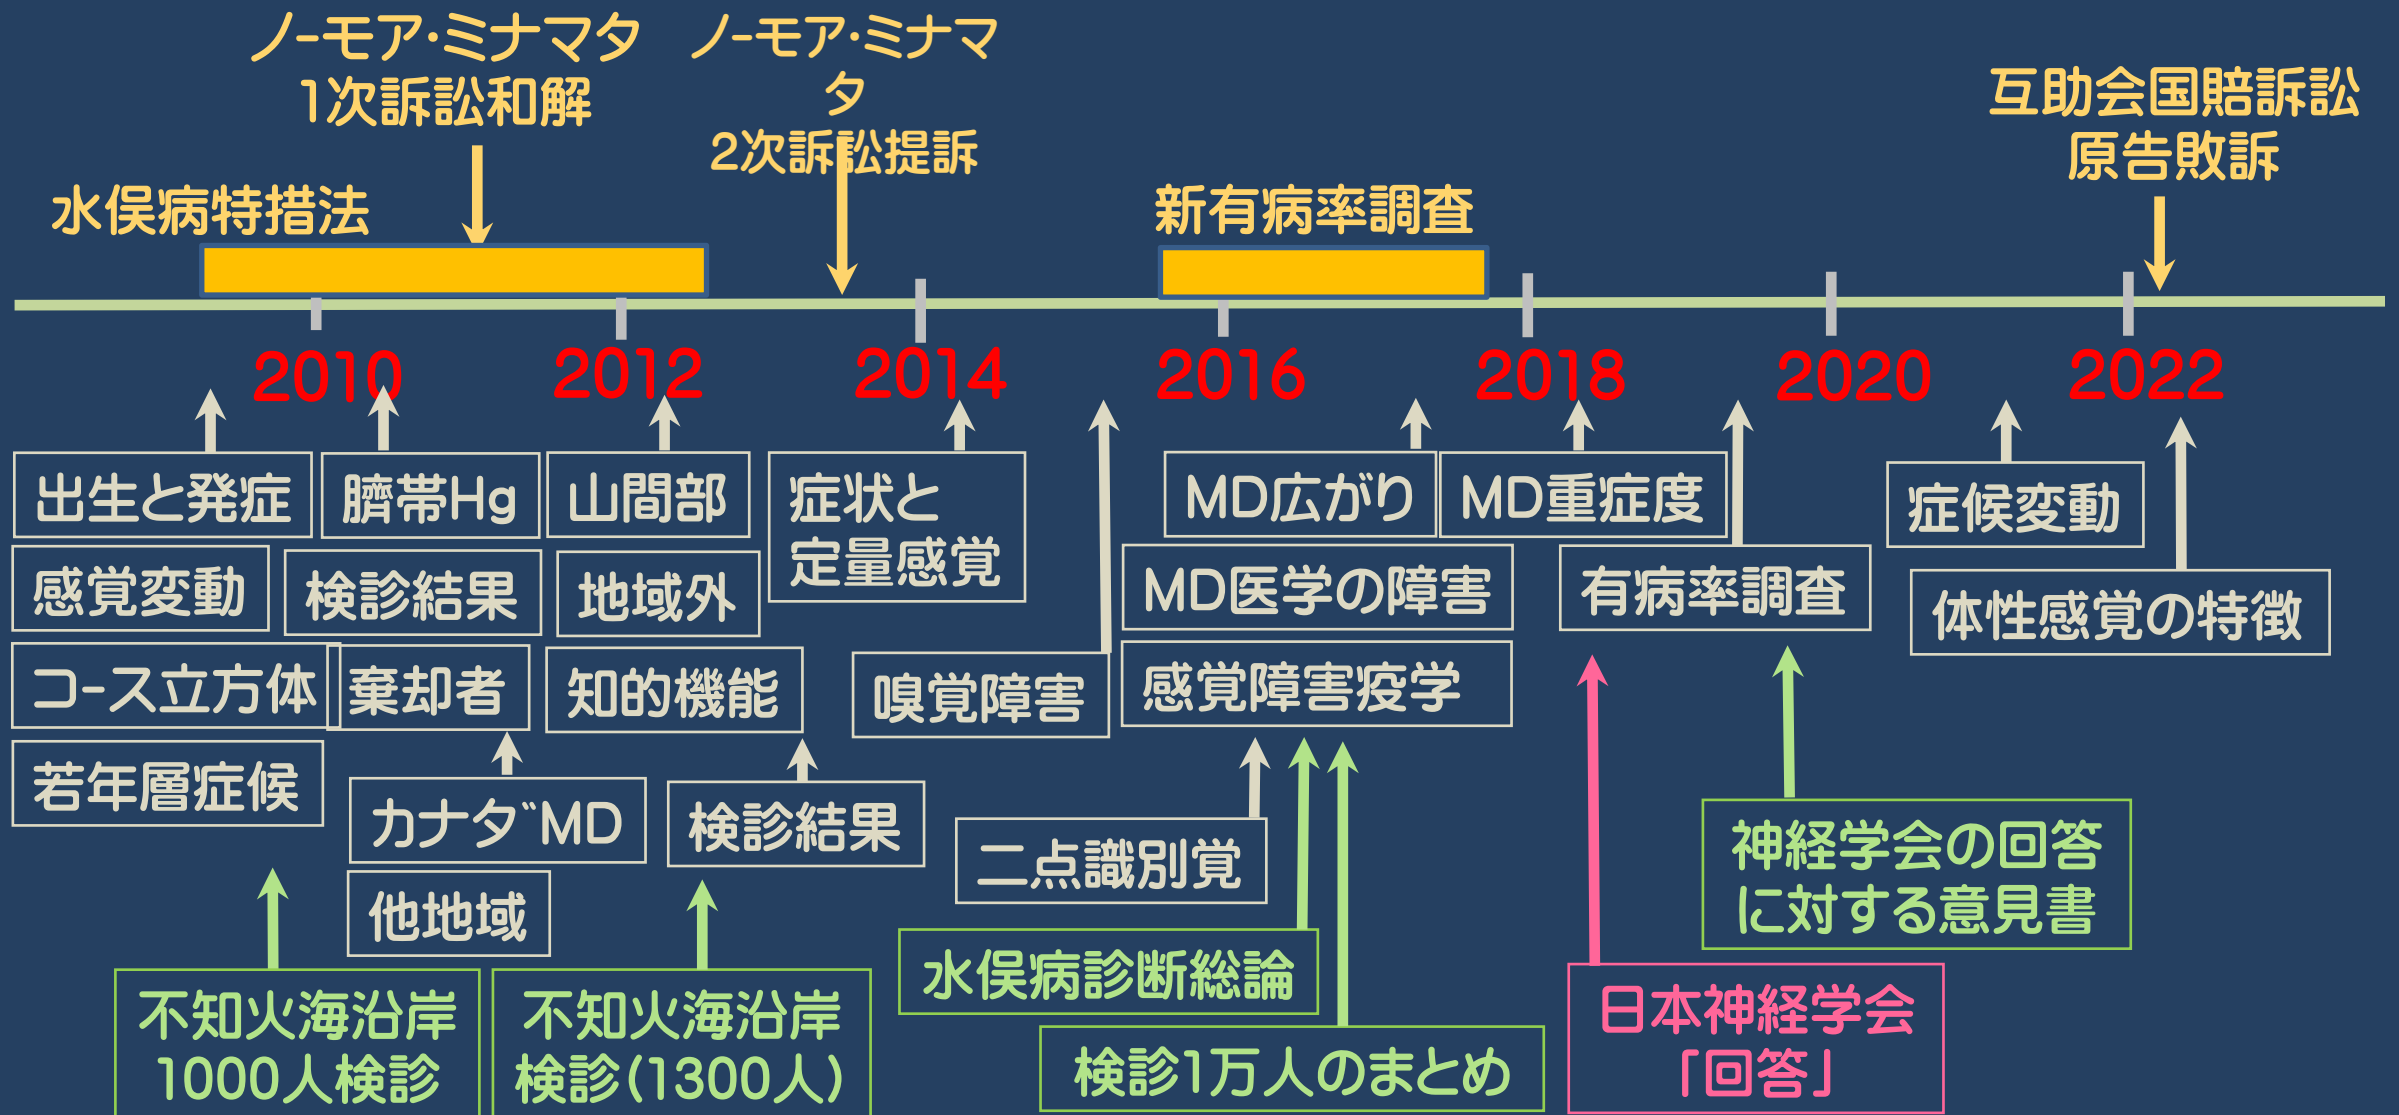 ノーモア・ミナマタ
1次訴訟和解
ノーモア・ミナマ
タ
2次訴訟提訴
互助会国賠訴訟
原告敗訴
水俣病特措法
新有病率調査
2010
2012
2014
2016
2018
2020
2022
出生と発症
臍帯Hg
山間部
症状と
定量感覚
MD広がり
MD重症度
症候変動
感覚変動
検診結果
地域外
MD医学の障害
有病率調査
体性感覚の特徴
コース立方体
棄却者
知的機能
嗅覚障害
感覚障害疫学
若年層症候
カナダMD
検診結果
二点識別覚
神経学会の回答
に対する意見書
他地域
水俣病診断総論
不知火海沿岸
1000人検診
不知火海沿岸
検診(1300人)
検診1万人のまとめ
日本神経学会
「回答」